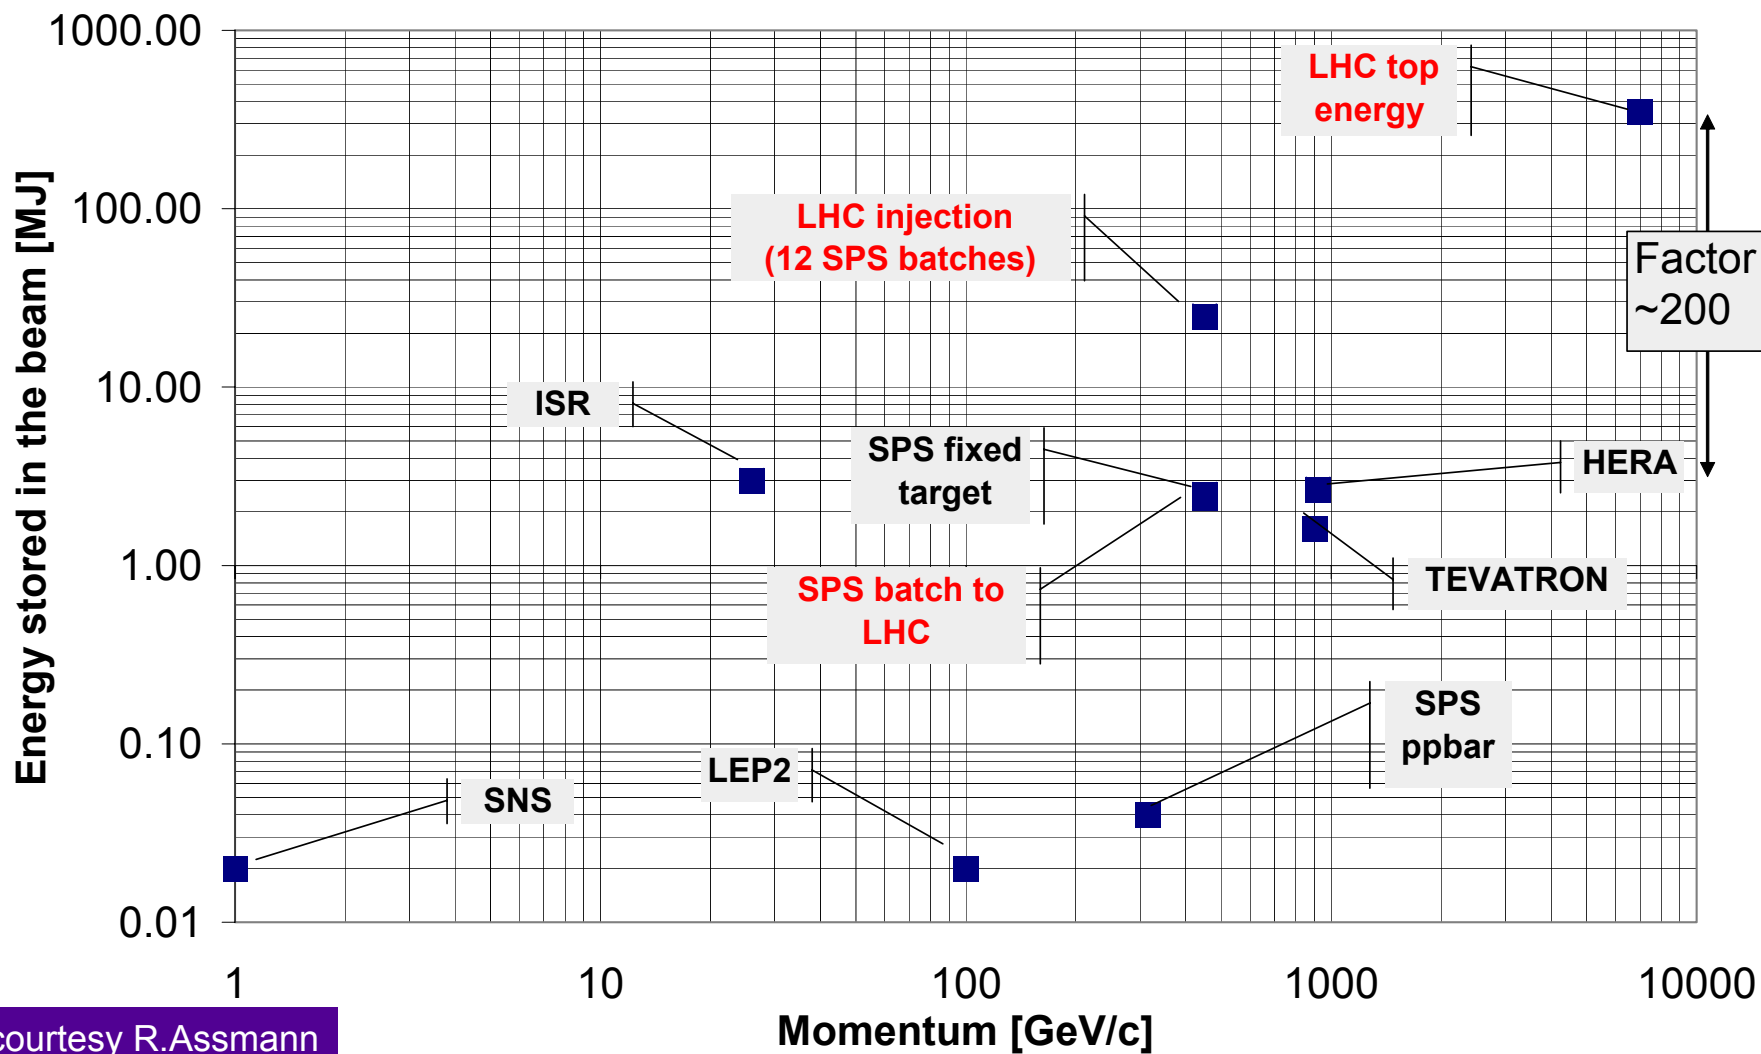 1000.00
100.00
10.00
1.00
0.10
0.01
Energy stored in the beam [MJ]
LHC top
energy
LHC injection
(12 SPS batches)
Factor
~200
ISR
SPS fixed
target
HERA
TEVATRON
SPS batch to
LHC
SPS
ppbar
LEP2
SNS
1
10
100
1000
10000
Momentum [GeV/c]
courtesy R.Assmann